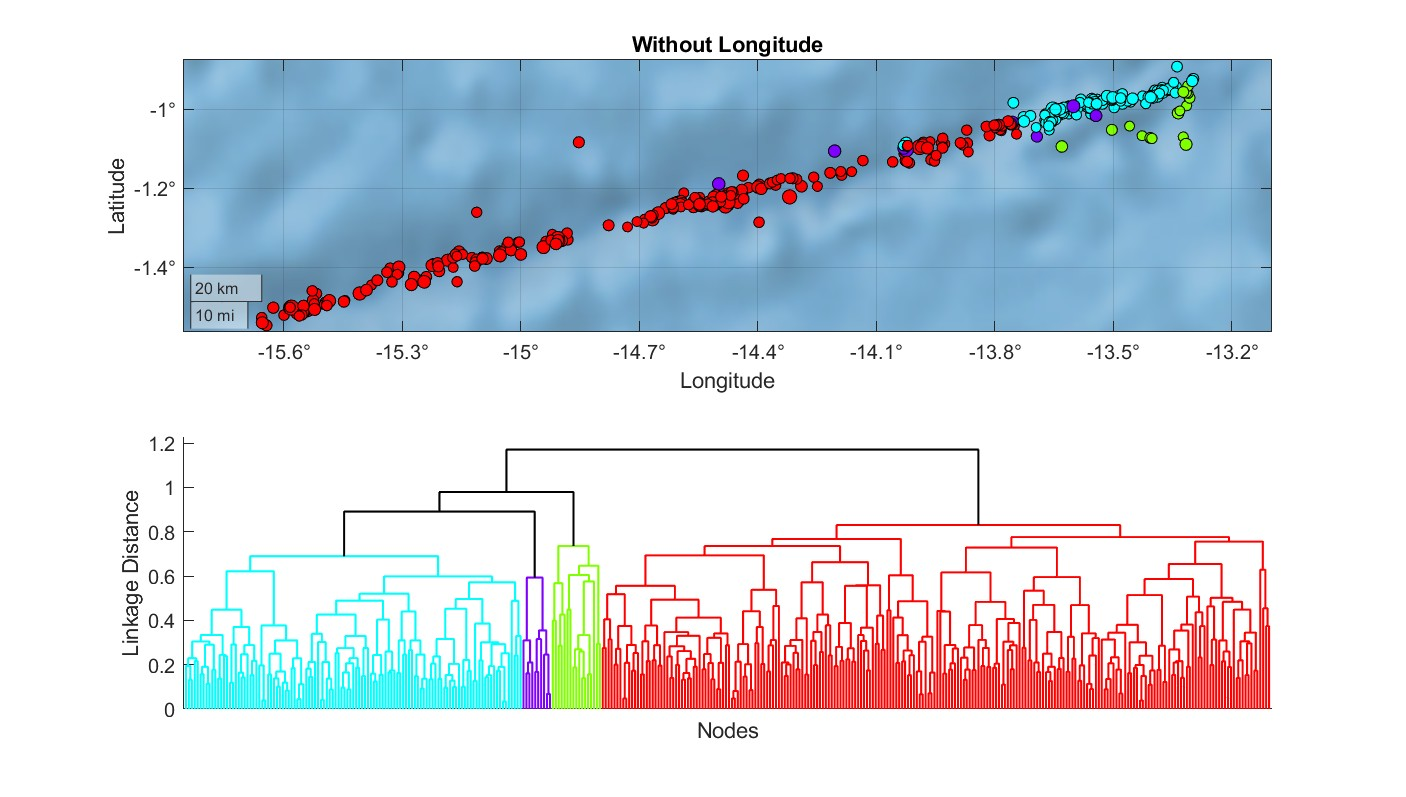 Without Longitude
Latitude
-1°
-1.2°
-1.4°
20 km
10 mi
-15.6° -15.3° -15° -14.7° -14.4° -14.1° -13.8° -13.5° -13.2°
Longitude
Linkage Distance
1.2
1
0.8
0.6
0.4
0.2
0
Nodes